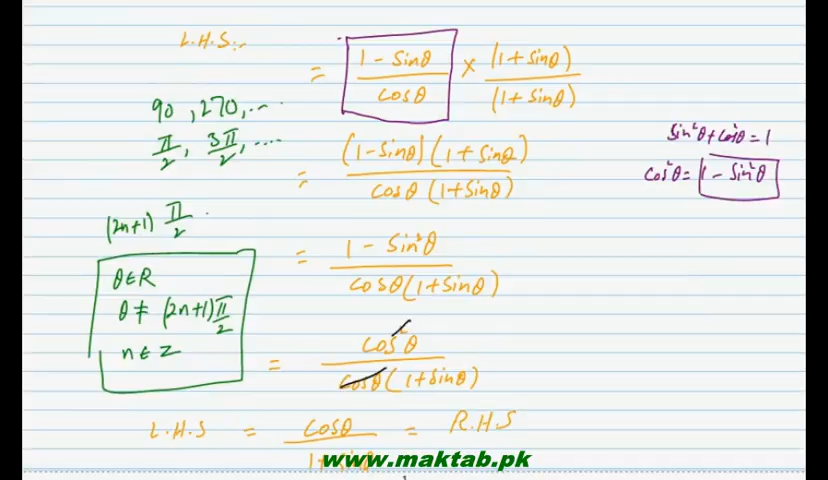 L.H.S:-
= (1 - Sinθ)/Cosθ × (1 + Sinθ)/(1 + Sinθ)
90, 270, ...
π/2, 3π/2, ....
Sin²θ + Cos²θ = 1
Cos²θ = 1 - Sin²θ
= (1 - Sinθ)(1 + Sinθ)/Cosθ(1 + Sinθ)
(2n+1) π/2
= 1 - Sin²θ/Cosθ(1 + Sinθ)
θ∈R
θ ≠ (2n+1)π/2
n∈Z
= Cos²θ/Cosθ(1 + Sinθ)
L.H.S = Cosθ/1 + Sinθ = R.H.S
www.maktab.pk